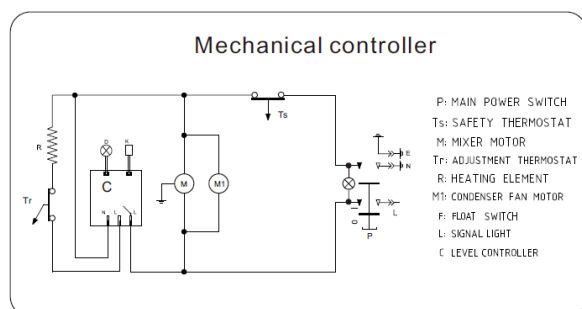 Mechanical controller
Ts
R
D
K
C
N
L
L
M
M1
Tr
E
N
L
0
I
P
P: MAIN POWER SWITCH
Ts: SAFETY THERMOSTAT
M: MIXER MOTOR
Tr: ADJUSTMENT THERMOSTAT
R: HEATING ELEMENT
M1: CONDENSER FAN MOTOR
F: FLOAT SWITCH
L: SIGNAL LIGHT
C LEVEL CONTROLLER